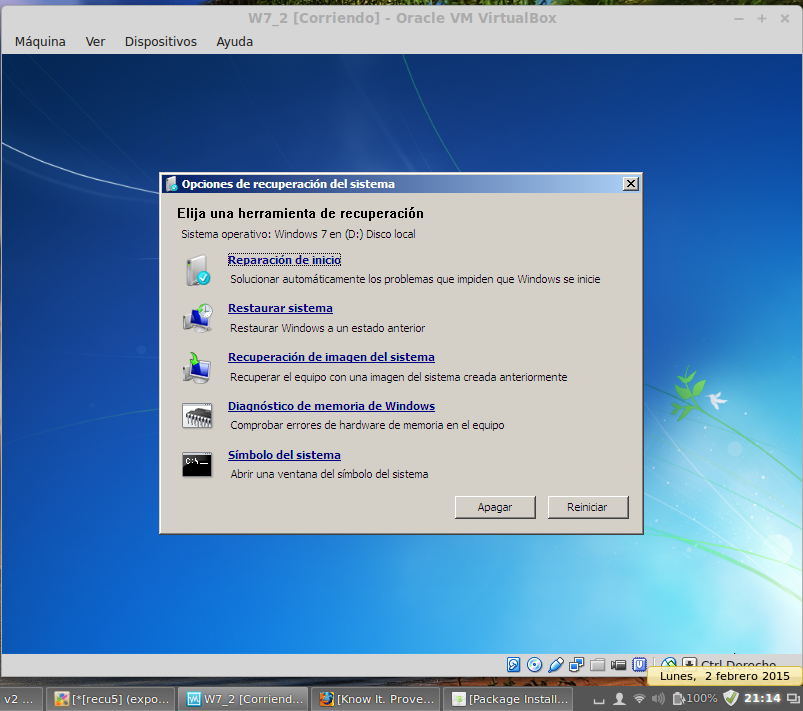 W7_2 [Corriendo] - Oracle VM VirtualBox
Máquina Ver Dispositivos Ayuda
Opciones de recuperación del sistema
Elija una herramienta de recuperación
Sistema operativo: Windows 7 en (D:) Disco local
Reparación de inicio
Solucionar automáticamente los problemas que impiden que Windows se inicie
Restaurar sistema
Restaurar Windows a un estado anterior
Recuperación de imagen del sistema
Recuperar el equipo con una imagen del sistema creada anteriormente
Diagnóstico de memoria de Windows
Comprobar errores de hardware de memoria en el equipo
C:\_
Símbolo del sistema
Abrir una ventana del símbolo del sistema
Apagar Reiniciar
Ctrl Derecho
Lunes, 2 febrero 2015
v2 ... [*[recu5] (expo... W7_2 [Corriend... [Know It. Prove... [Package Install... 100% 21:14